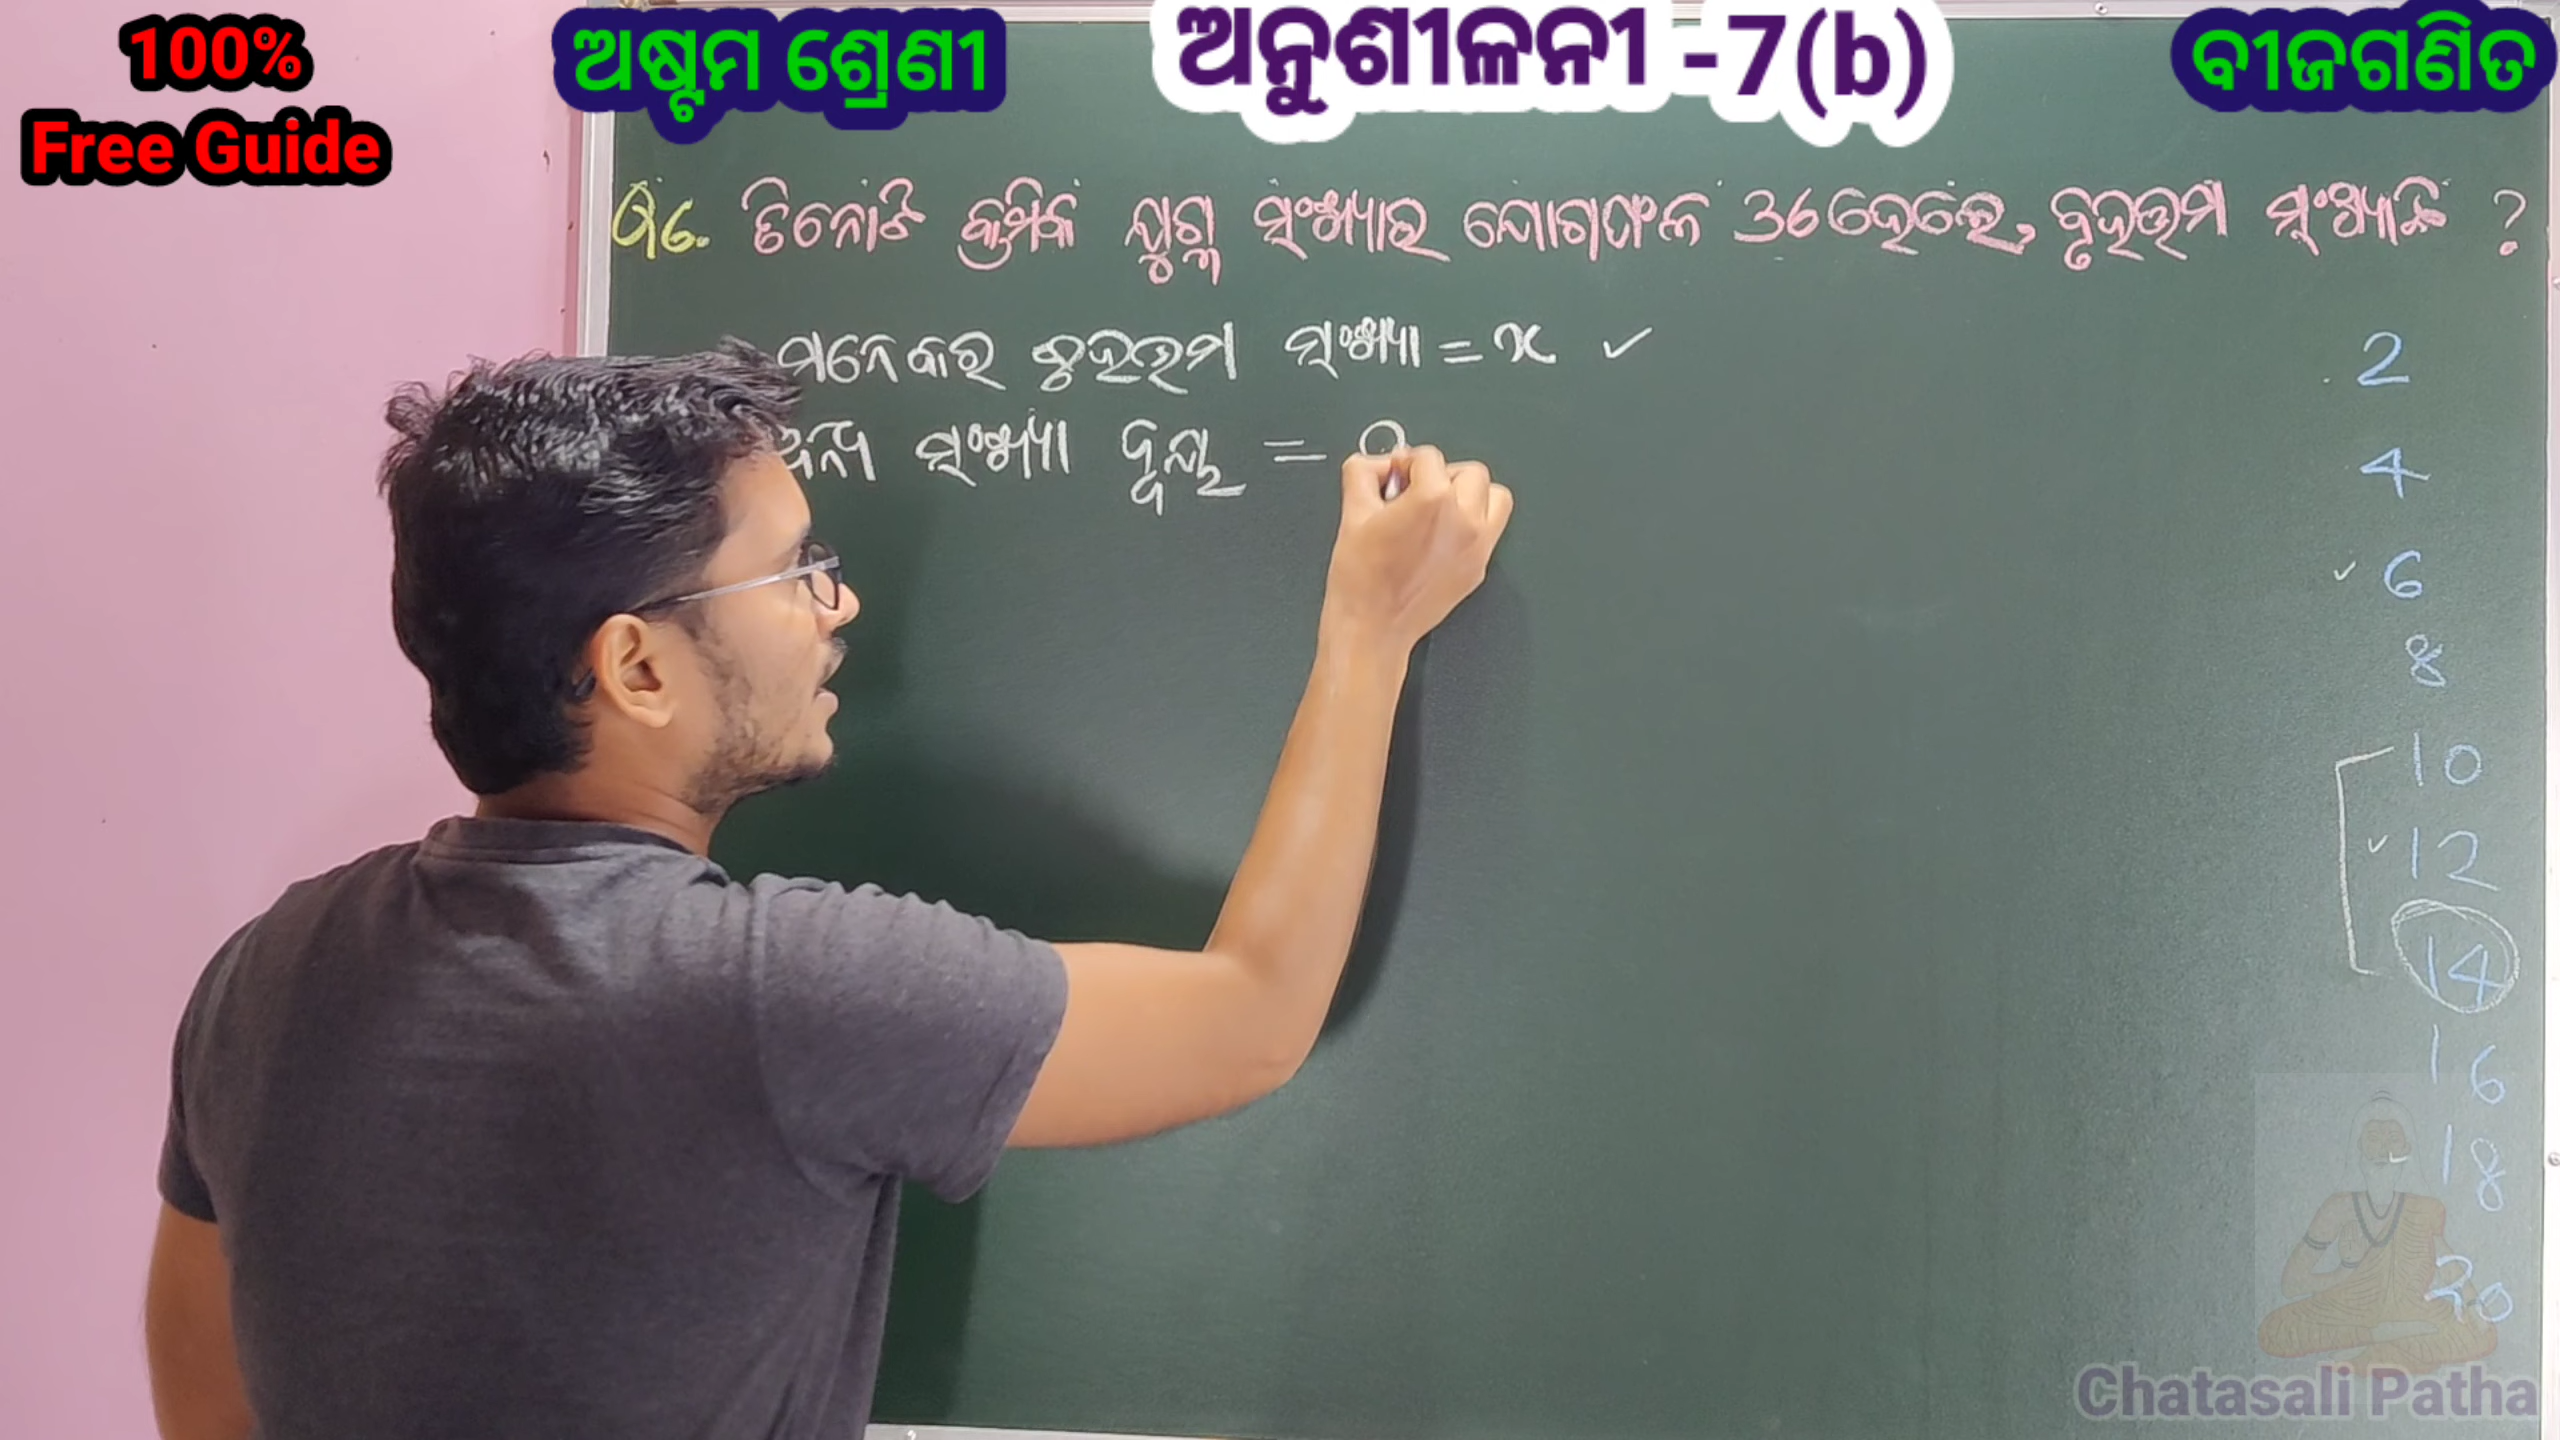 100%
Free Guide
ଅଷ୍ଟମ ଶ୍ରେଣୀ
ଅନୁଶୀଳନୀ -7(b)
ବୀଜଗଣିତ
Q6. ତିନୋଟି କ୍ରମିକ ଯୁଗ୍ମ ସଂଖ୍ୟାର ଯୋଗଫଳ 36 ହେଲେ, ବୃହତ୍ତମ ସଂଖ୍ୟାଟି ?
ମନେକର ବୃହତ୍ତମ ସଂଖ୍ୟା = x ✓
ଅନ୍ୟ ସଂଖ୍ୟା ଦ୍ୱୟ =
2
4
✓ 6
8
10
✓ 12
14
16
18
20
Chatasali Patha